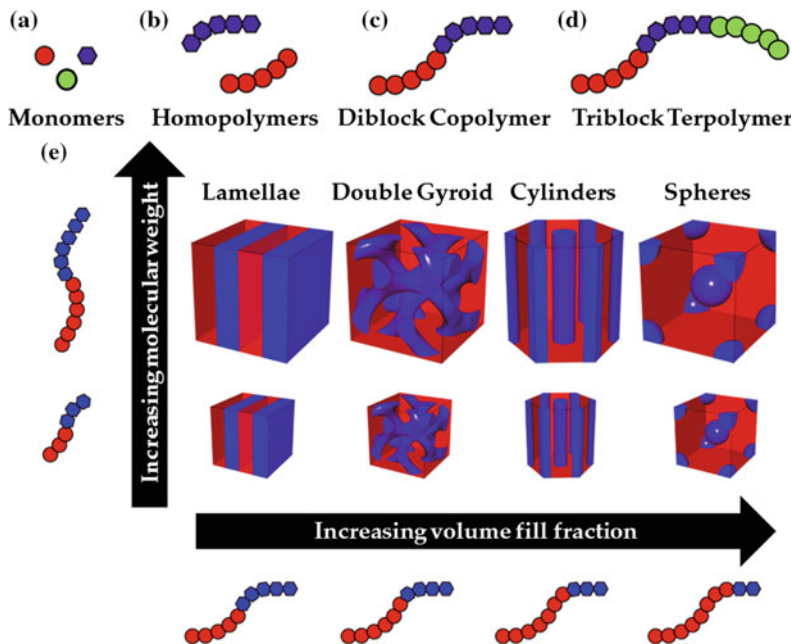 (a)
(b)
(c)
(d)
Monomers
Homopolymers
Diblock Copolymer
Triblock Terpolymer
(e)
Increasing molecular weight
Lamellae
Double Gyroid
Cylinders
Spheres
Increasing volume fill fraction